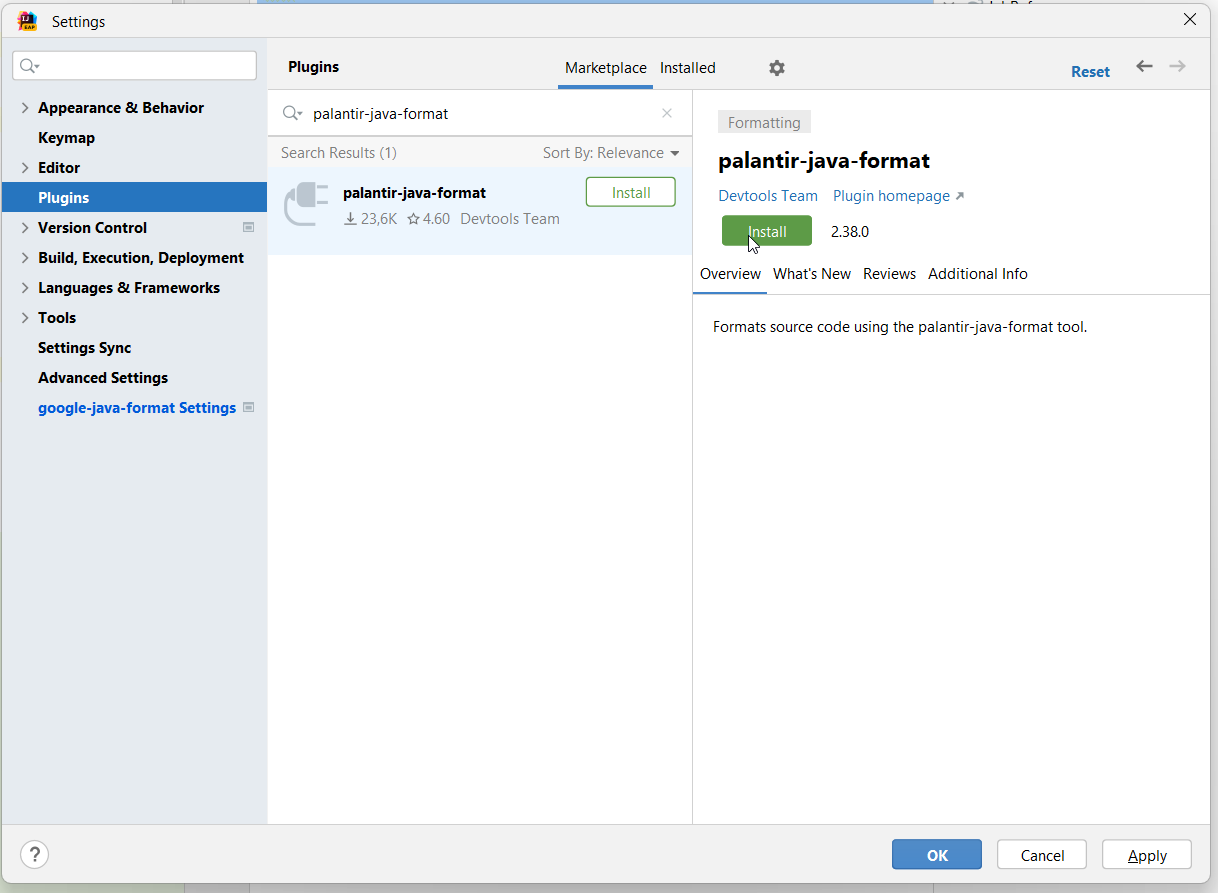 Settings
Appearance & Behavior
Keymap
Editor
Plugins
Version Control
Build, Execution, Deployment
Languages & Frameworks
Tools
Settings Sync
Advanced Settings
google-java-format Settings
Plugins
Marketplace Installed
Reset
palantir-java-format
Search Results (1) Sort By: Relevance
palantir-java-format Install
23,6K 4.60 Devtools Team
Formatting
palantir-java-format
Devtools Team Plugin homepage
Install 2.38.0
Overview What's New Reviews Additional Info
Formats source code using the palantir-java-format tool.
?
OK Cancel Apply